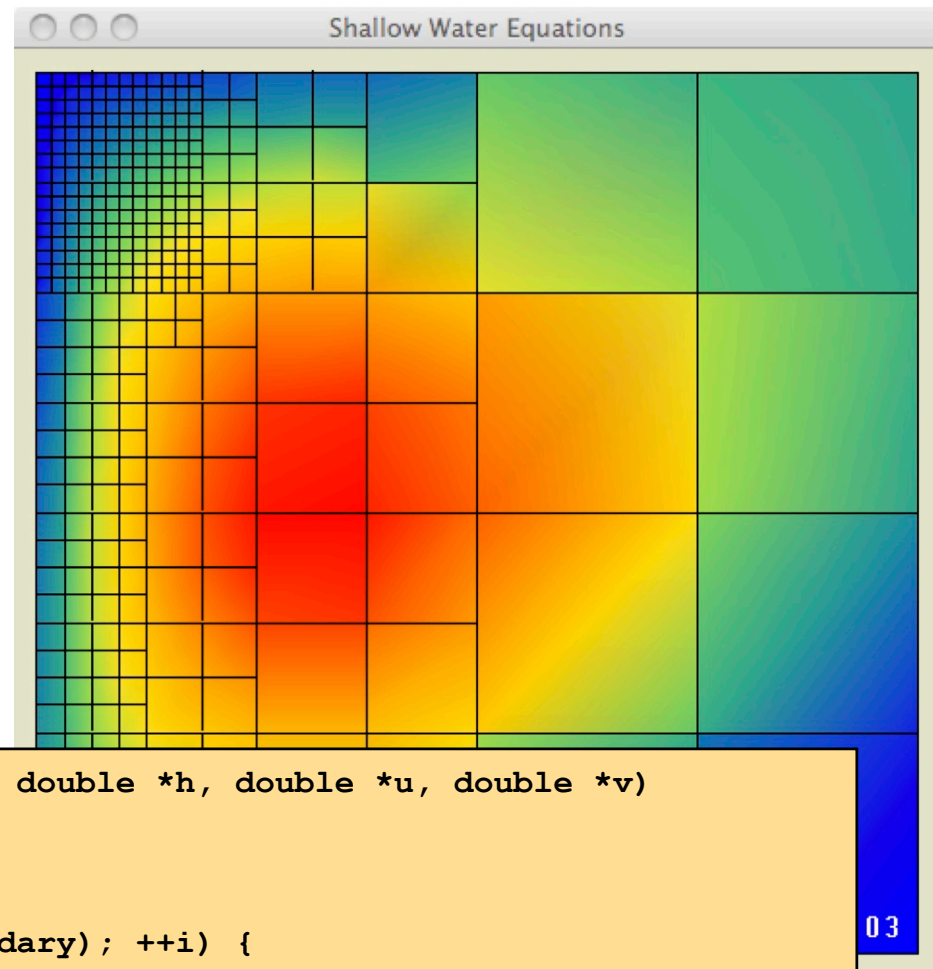 Shallow Water Equations
double *h, double *u, double *v)
dary); ++i) {
03